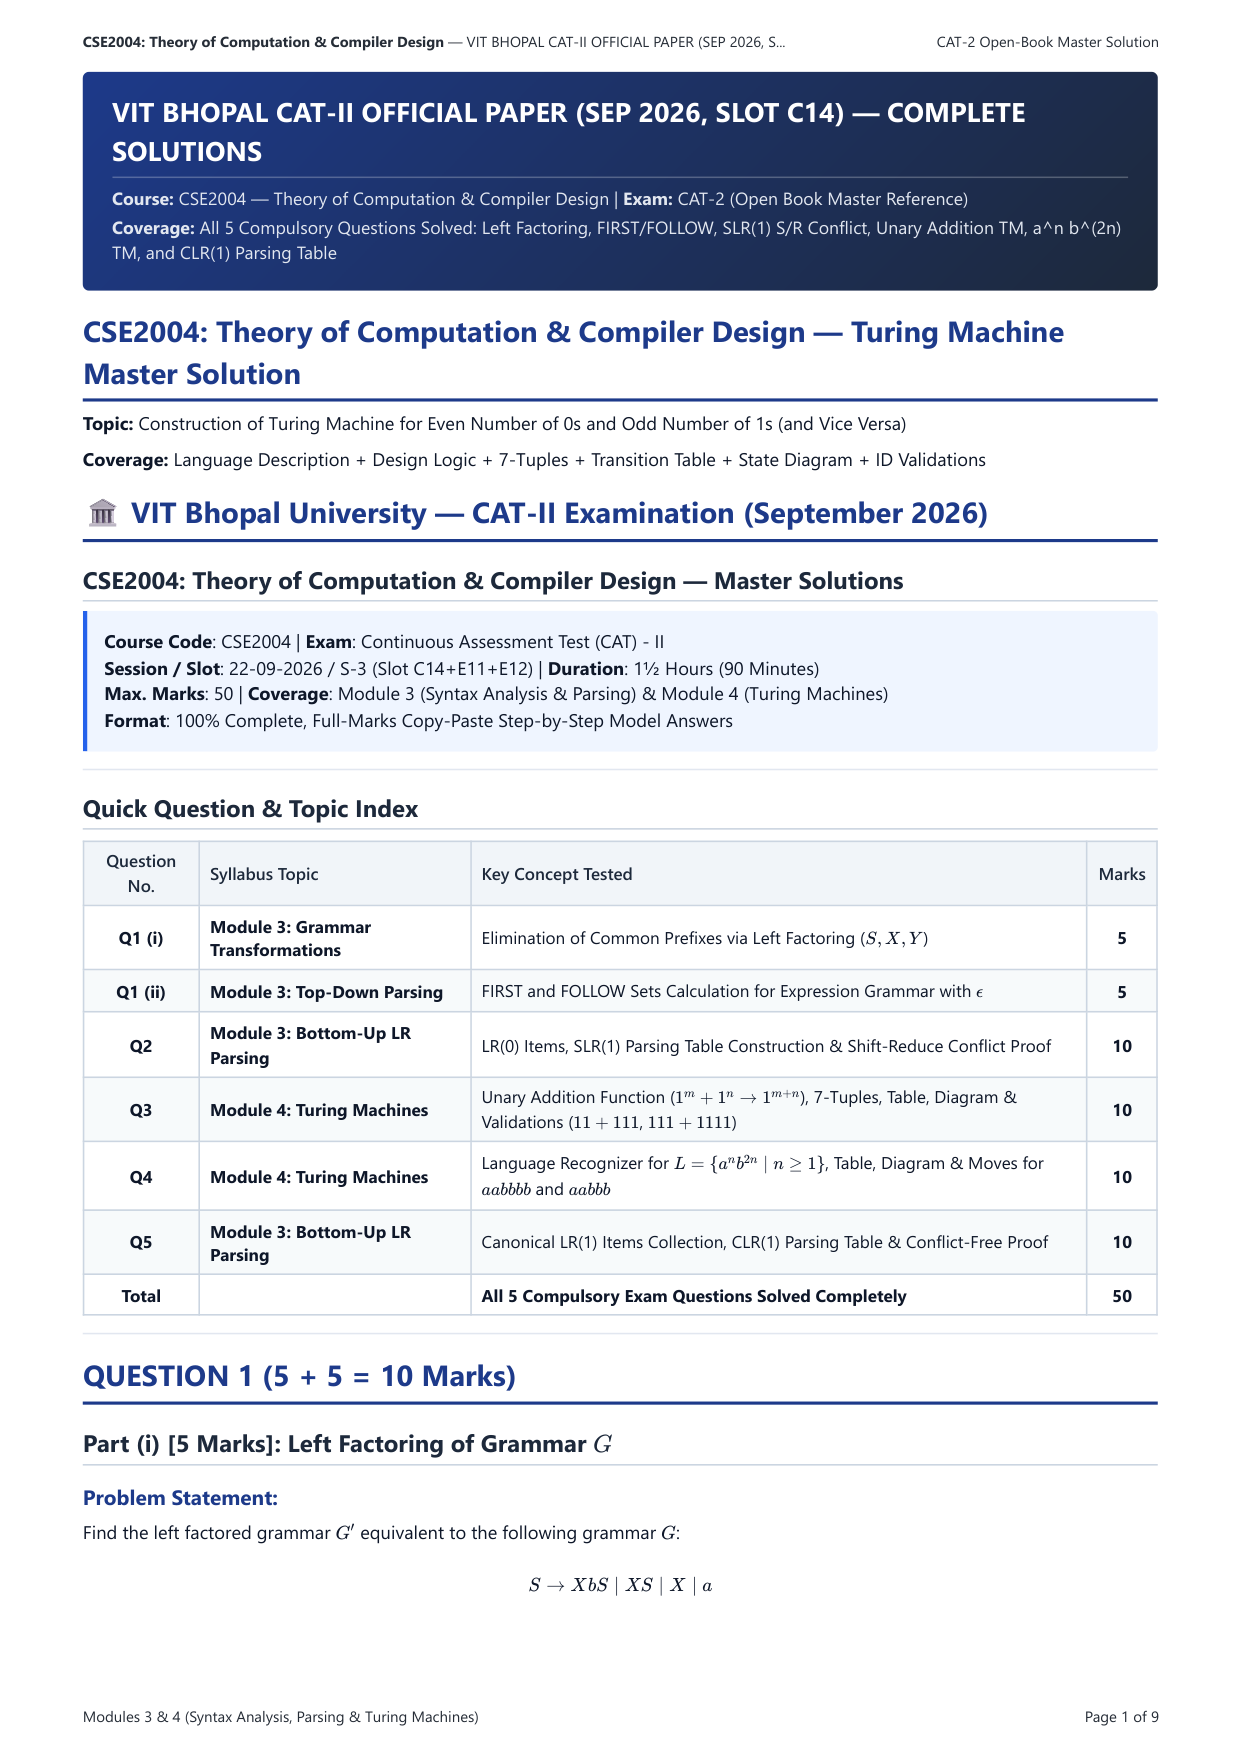 CSE2004: Theory of Computation & Compiler Design — VIT BHOPAL CAT-II OFFICIAL PAPER (SEP 2026, S...
CAT-2 Open-Book Master Solution
VIT BHOPAL CAT-II OFFICIAL PAPER (SEP 2026, SLOT C14) — COMPLETE
SOLUTIONS
Course: CSE2004 — Theory of Computation & Compiler Design | Exam: CAT-2 (Open Book Master Reference)
Coverage: All 5 Compulsory Questions Solved: Left Factoring, FIRST/FOLLOW, SLR(1) S/R Conflict, Unary Addition TM, a^n b^(2n)
TM, and CLR(1) Parsing Table
CSE2004: Theory of Computation & Compiler Design — Turing Machine
Master Solution
Topic: Construction of Turing Machine for Even Number of 0s and Odd Number of 1s (and Vice Versa)
Coverage: Language Description + Design Logic + 7-Tuples + Transition Table + State Diagram + ID Validations
🏛️ VIT Bhopal University — CAT-II Examination (September 2026)
CSE2004: Theory of Computation & Compiler Design — Master Solutions
Course Code: CSE2004 | Exam: Continuous Assessment Test (CAT) - II
Session / Slot: 22-09-2026 / S-3 (Slot C14+E11+E12) | Duration: 1½ Hours (90 Minutes)
Max. Marks: 50 | Coverage: Module 3 (Syntax Analysis & Parsing) & Module 4 (Turing Machines)
Format: 100% Complete, Full-Marks Copy-Paste Step-by-Step Model Answers
Quick Question & Topic Index
Question
No.
Syllabus Topic
Key Concept Tested
Marks
Q1 (i)
Module 3: Grammar
Transformations
Elimination of Common Prefixes via Left Factoring (S, X, Y)
5
Q1 (ii)
Module 3: Top-Down Parsing
FIRST and FOLLOW Sets Calculation for Expression Grammar with ϵ
5
Q2
Module 3: Bottom-Up LR
Parsing
LR(0) Items, SLR(1) Parsing Table Construction & Shift-Reduce Conflict Proof
10
Q3
Module 4: Turing Machines
Unary Addition Function (1ᵐ + 1ⁿ → 1ᵐ⁺ⁿ), 7-Tuples, Table, Diagram &
Validations (11 + 111, 111 + 1111)
10
Q4
Module 4: Turing Machines
Language Recognizer for L = {aⁿb²ⁿ | n ≥ 1}, Table, Diagram & Moves for
aabbbb and aabbb
10
Q5
Module 3: Bottom-Up LR
Parsing
Canonical LR(1) Items Collection, CLR(1) Parsing Table & Conflict-Free Proof
10
Total
All 5 Compulsory Exam Questions Solved Completely
50
QUESTION 1 (5 + 5 = 10 Marks)
Part (i) [5 Marks]: Left Factoring of Grammar G
Problem Statement:
Find the left factored grammar G′ equivalent to the following grammar G:
S → XbS | XS | X | a
Modules 3 & 4 (Syntax Analysis, Parsing & Turing Machines)
Page 1 of 9